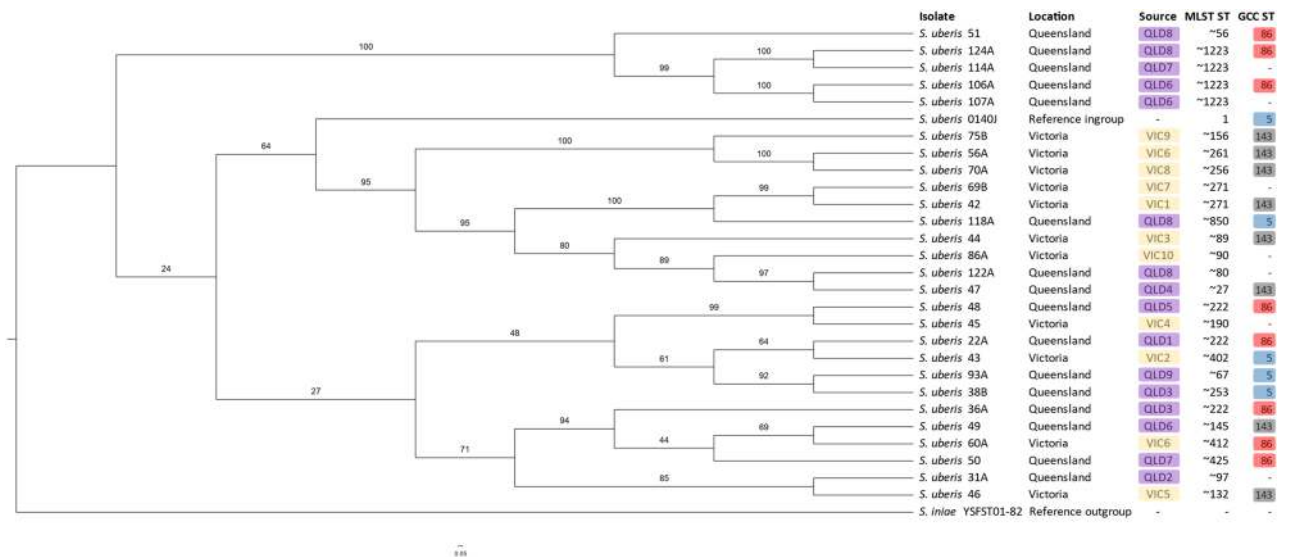 Isolate Location Source MLST ST GCC ST
S. uberis 51 Queensland QLD8 ~56 86
100
S. uberis 124A Queensland QLD8 ~1223 86
100
S. uberis 114A Queensland QLD7 ~1223 -
99
S. uberis 106A Queensland QLD6 ~1223 86
100
S. uberis 107A Queensland QLD6 ~1223 -
S. uberis 0140J Reference ingroup - 1 5
S. uberis 75B Victoria VIC9 ~156 143
64
100
S. uberis 56A Victoria VIC6 ~261 143
100
S. uberis 70A Victoria VIC8 ~256 143
95
S. uberis 69B Victoria VIC7 ~271 -
99
S. uberis 42 Victoria VIC1 ~271 143
100
S. uberis 118A Queensland QLD8 ~850 5
95
S. uberis 44 Victoria VIC3 ~89 143
80
S. uberis 86A Victoria VIC10 ~90 -
89
S. uberis 122A Queensland QLD8 ~80 -
24
97
S. uberis 47 Queensland QLD4 ~27 143
S. uberis 48 Queensland QLD5 ~222 86
99
S. uberis 45 Victoria VIC4 ~190 -
48
S. uberis 22A Queensland QLD1 ~222 86
64
S. uberis 43 Victoria VIC2 ~402 5
61
S. uberis 93A Queensland QLD9 ~67 5
92
S. uberis 38B Queensland QLD3 ~253 5
27
S. uberis 36A Queensland QLD3 ~222 86
94
S. uberis 49 Queensland QLD6 ~145 143
69
S. uberis 60A Victoria VIC6 ~412 86
44
S. uberis 50 Queensland QLD7 ~425 86
71
S. uberis 31A Queensland QLD2 ~97 -
85
S. uberis 46 Victoria VIC5 ~132 143
S. iniae YSFST01-82 Reference outgroup - - -